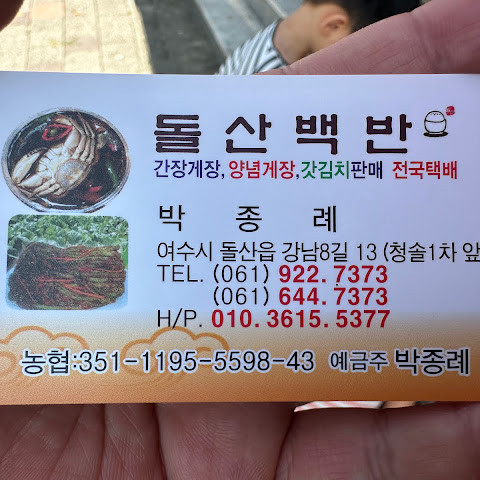 돌산백반
간장게장, 양념게장, 갓김치판매 전국택배
박 종 례
여수시 돌산읍 강남8길 13 (청솔1차 앞
TEL. (061) 922. 7373
(061) 644. 7373
H/P. 010. 3615. 5377
농협:351-1195-5598-43 예금주 박종례